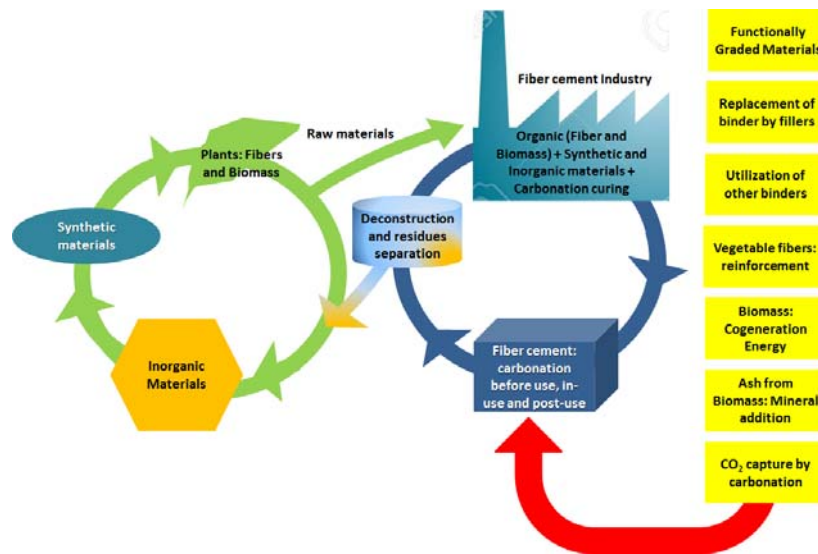 Functionally
Graded Materials
Fiber cement Industry
Replacement of
binder by fillers
Raw materials
Organic (Fiber and
Biomass) + Synthetic and
Inorganic materials +
Carbonation curing
Plants: Fibers
and Biomass
Utilization of
other binders
Synthetic
materials
Deconstruction
and residues
separation
Vegetable fibers:
reinforcement
Biomass:
Cogeneration
Energy
Inorganic
Materials
Fiber cement:
carbonation
before use, in-
use and post-use
Ash from
Biomass: Mineral
addition
CO₂ capture by
carbonation